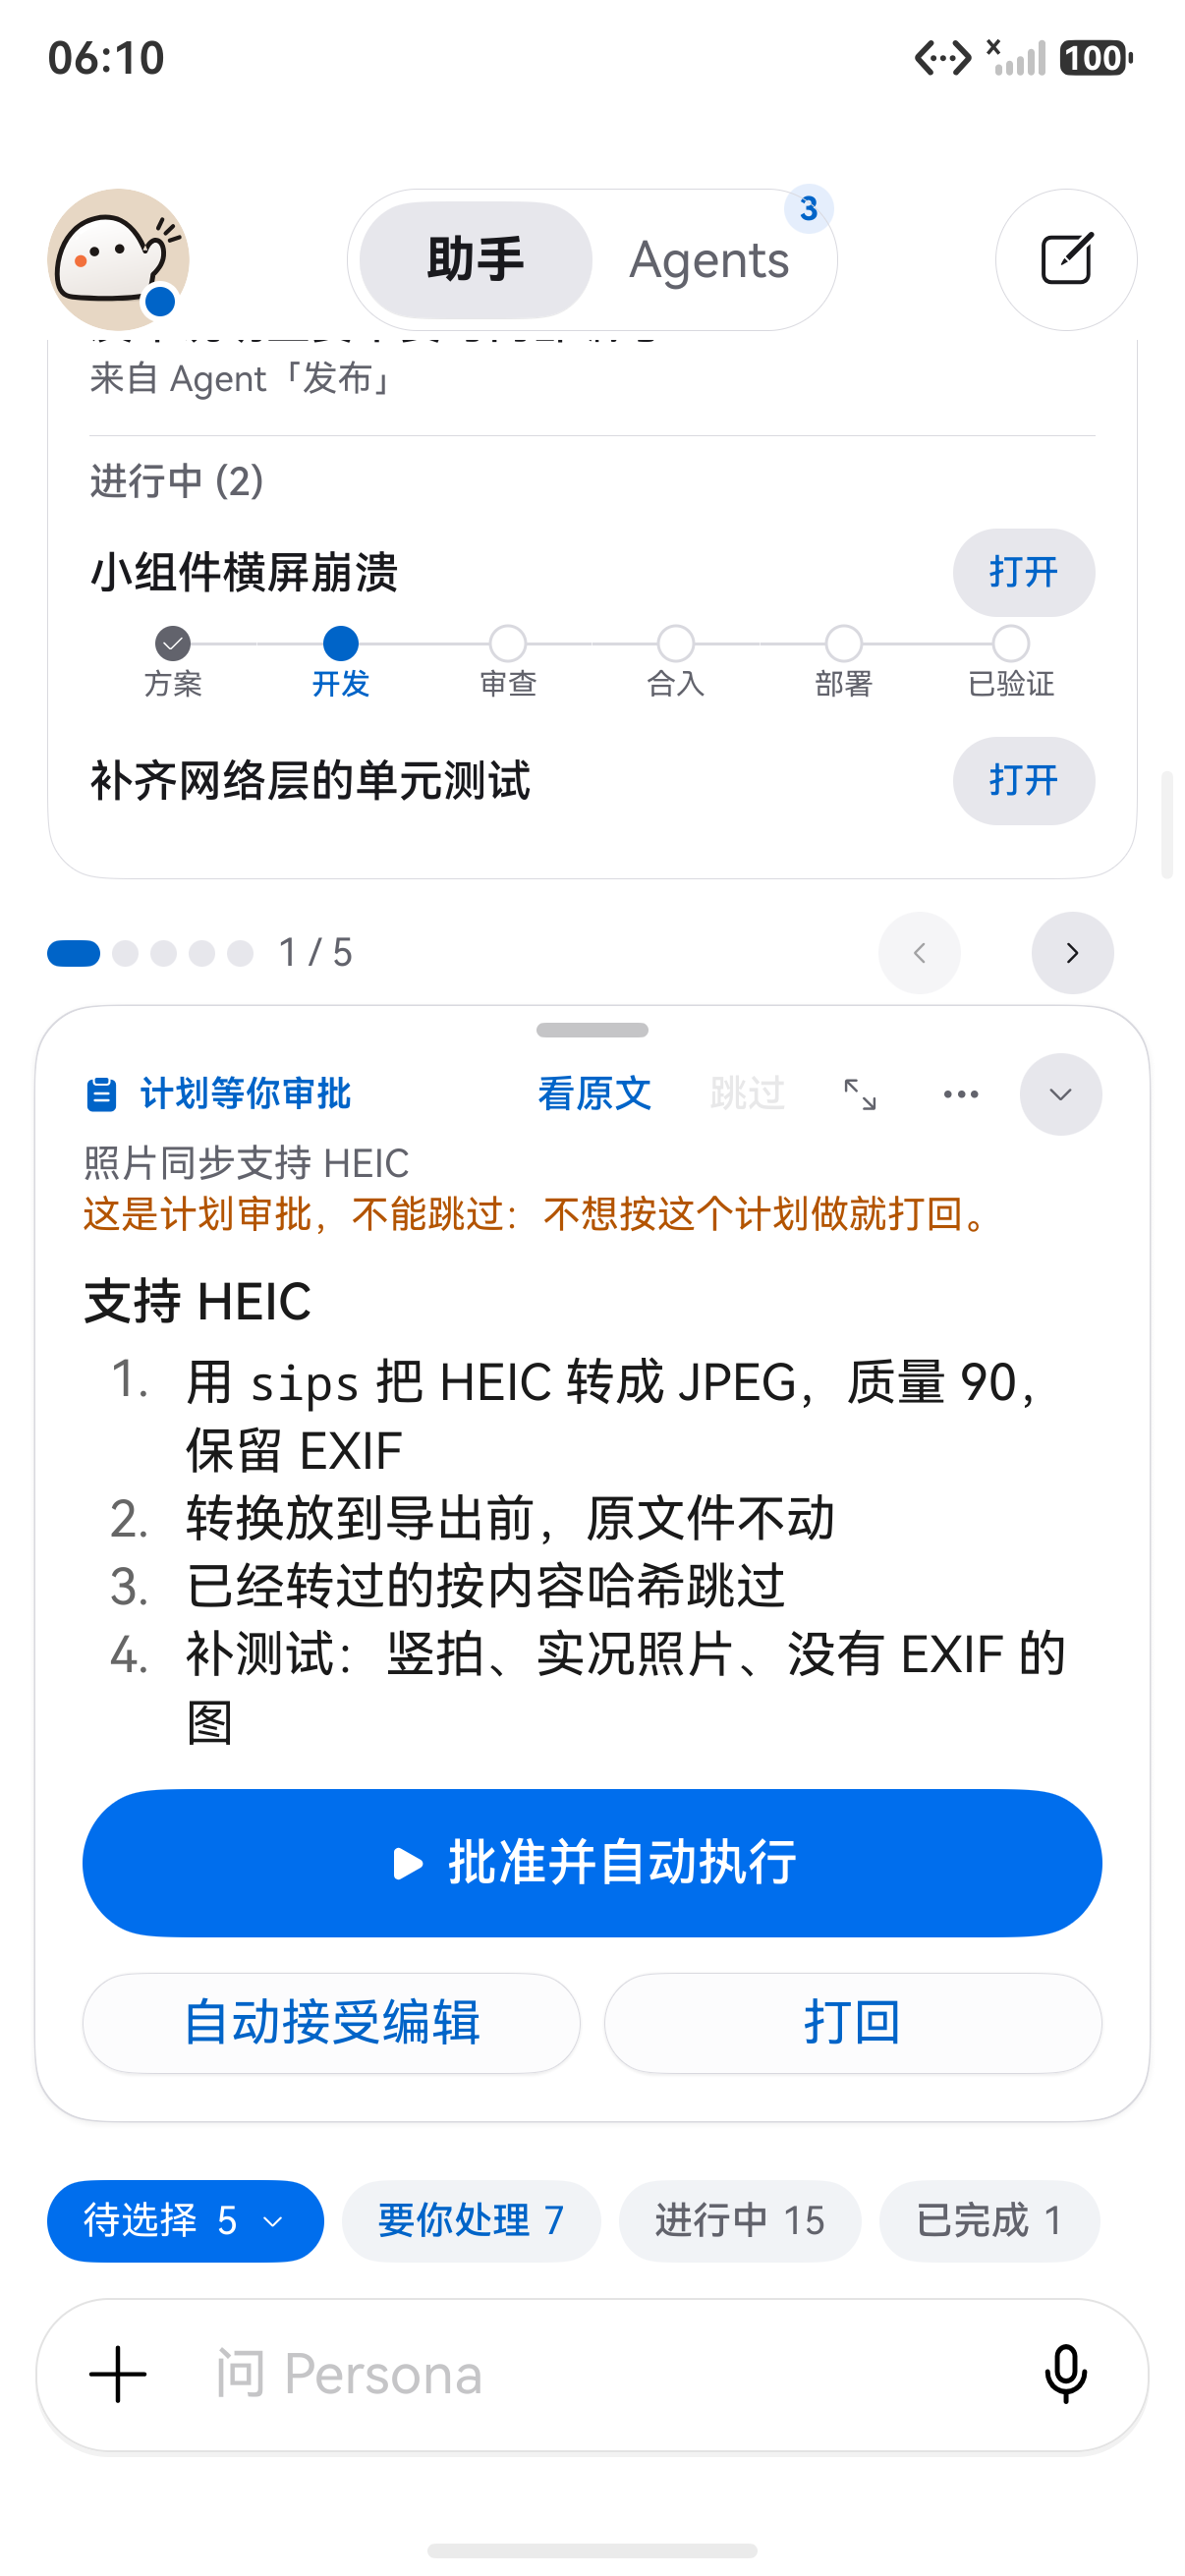 06:10
100
助手
Agents
3
来自 Agent「发布」
进行中 (2)
小组件横屏崩溃
打开
方案
开发
审查
合入
部署
已验证
补齐网络层的单元测试
打开
1 / 5
计划等你审批
看原文
跳过
照片同步支持 HEIC
这是计划审批，不能跳过：不想按这个计划做就打回。
支持 HEIC
1. 用 sips 把 HEIC 转成 JPEG，质量 90，
保留 EXIF
2. 转换放到导出前，原文件不动
3. 已经转过的按内容哈希跳过
4. 补测试：竖拍、实况照片、没有 EXIF 的
图
批准并自动执行
自动接受编辑
打回
待选择 5
要你处理 7
进行中 15
已完成 1
问 Persona